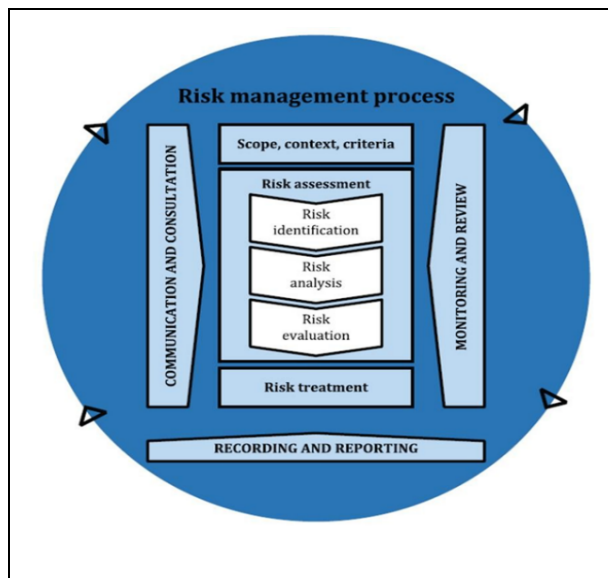 Risk management process
Scope, context, criteria
COMMUNICATION AND CONSULTATION
Risk assessment
Risk
identification
Risk
analysis
Risk
evaluation
MONITORING AND REVIEW
Risk treatment
RECORDING AND REPORTING